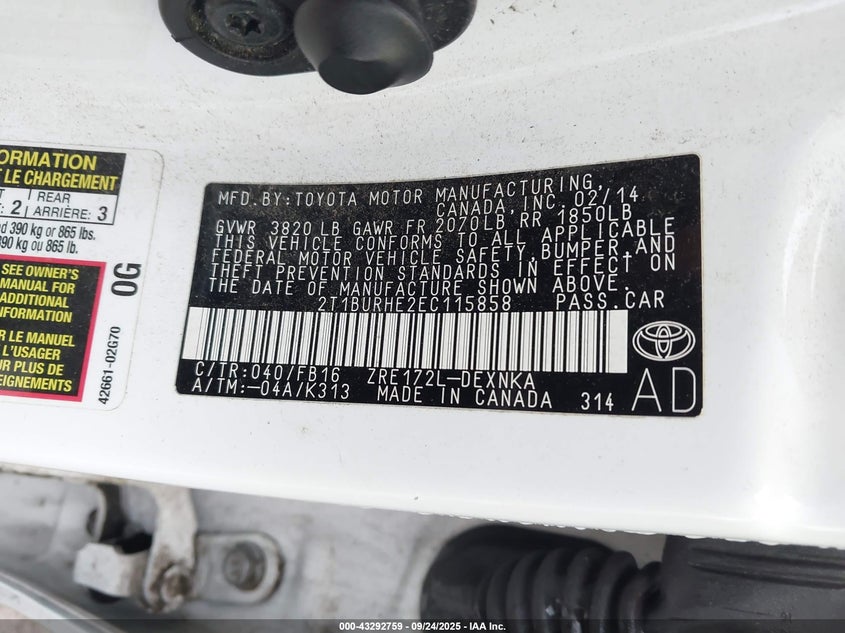 ORMATION
LE CHARGEMENT
2
REAR
ARRIÈRE: 3
d 390 kg or 865 lbs.
390 kg ou 865 lb.
SEE OWNER'S
MANUAL FOR
ADDITIONAL
LE MANUEL
L'USAGER
PLUS DE
0G
42661-02G70
MFD.BY:TOYOTA MOTOR MANUFACTURING,
CANADA, INC. 02/14
GVWR 3820 LB GAWR FR 2070LB RR 1850LB
THIS VEHICLE CONFORMS TO ALL APPLICABLE
FEDERAL MOTOR VEHICLE SAFETY,BUMPER,AND
THEFT PREVENTION STANDARDS IN EFFECT ON
THE DATE OF MANUFACTURE SHOWN ABOVE.
2T1BURHE2EC115858 PASS.CAR
C/TR:040/FB16 ZRE172L-DEXNKA
A/TM:-04A/K313 MADE IN CANADA 314
AD
000-43292759 - 09/24/2025 - IAA Inc.